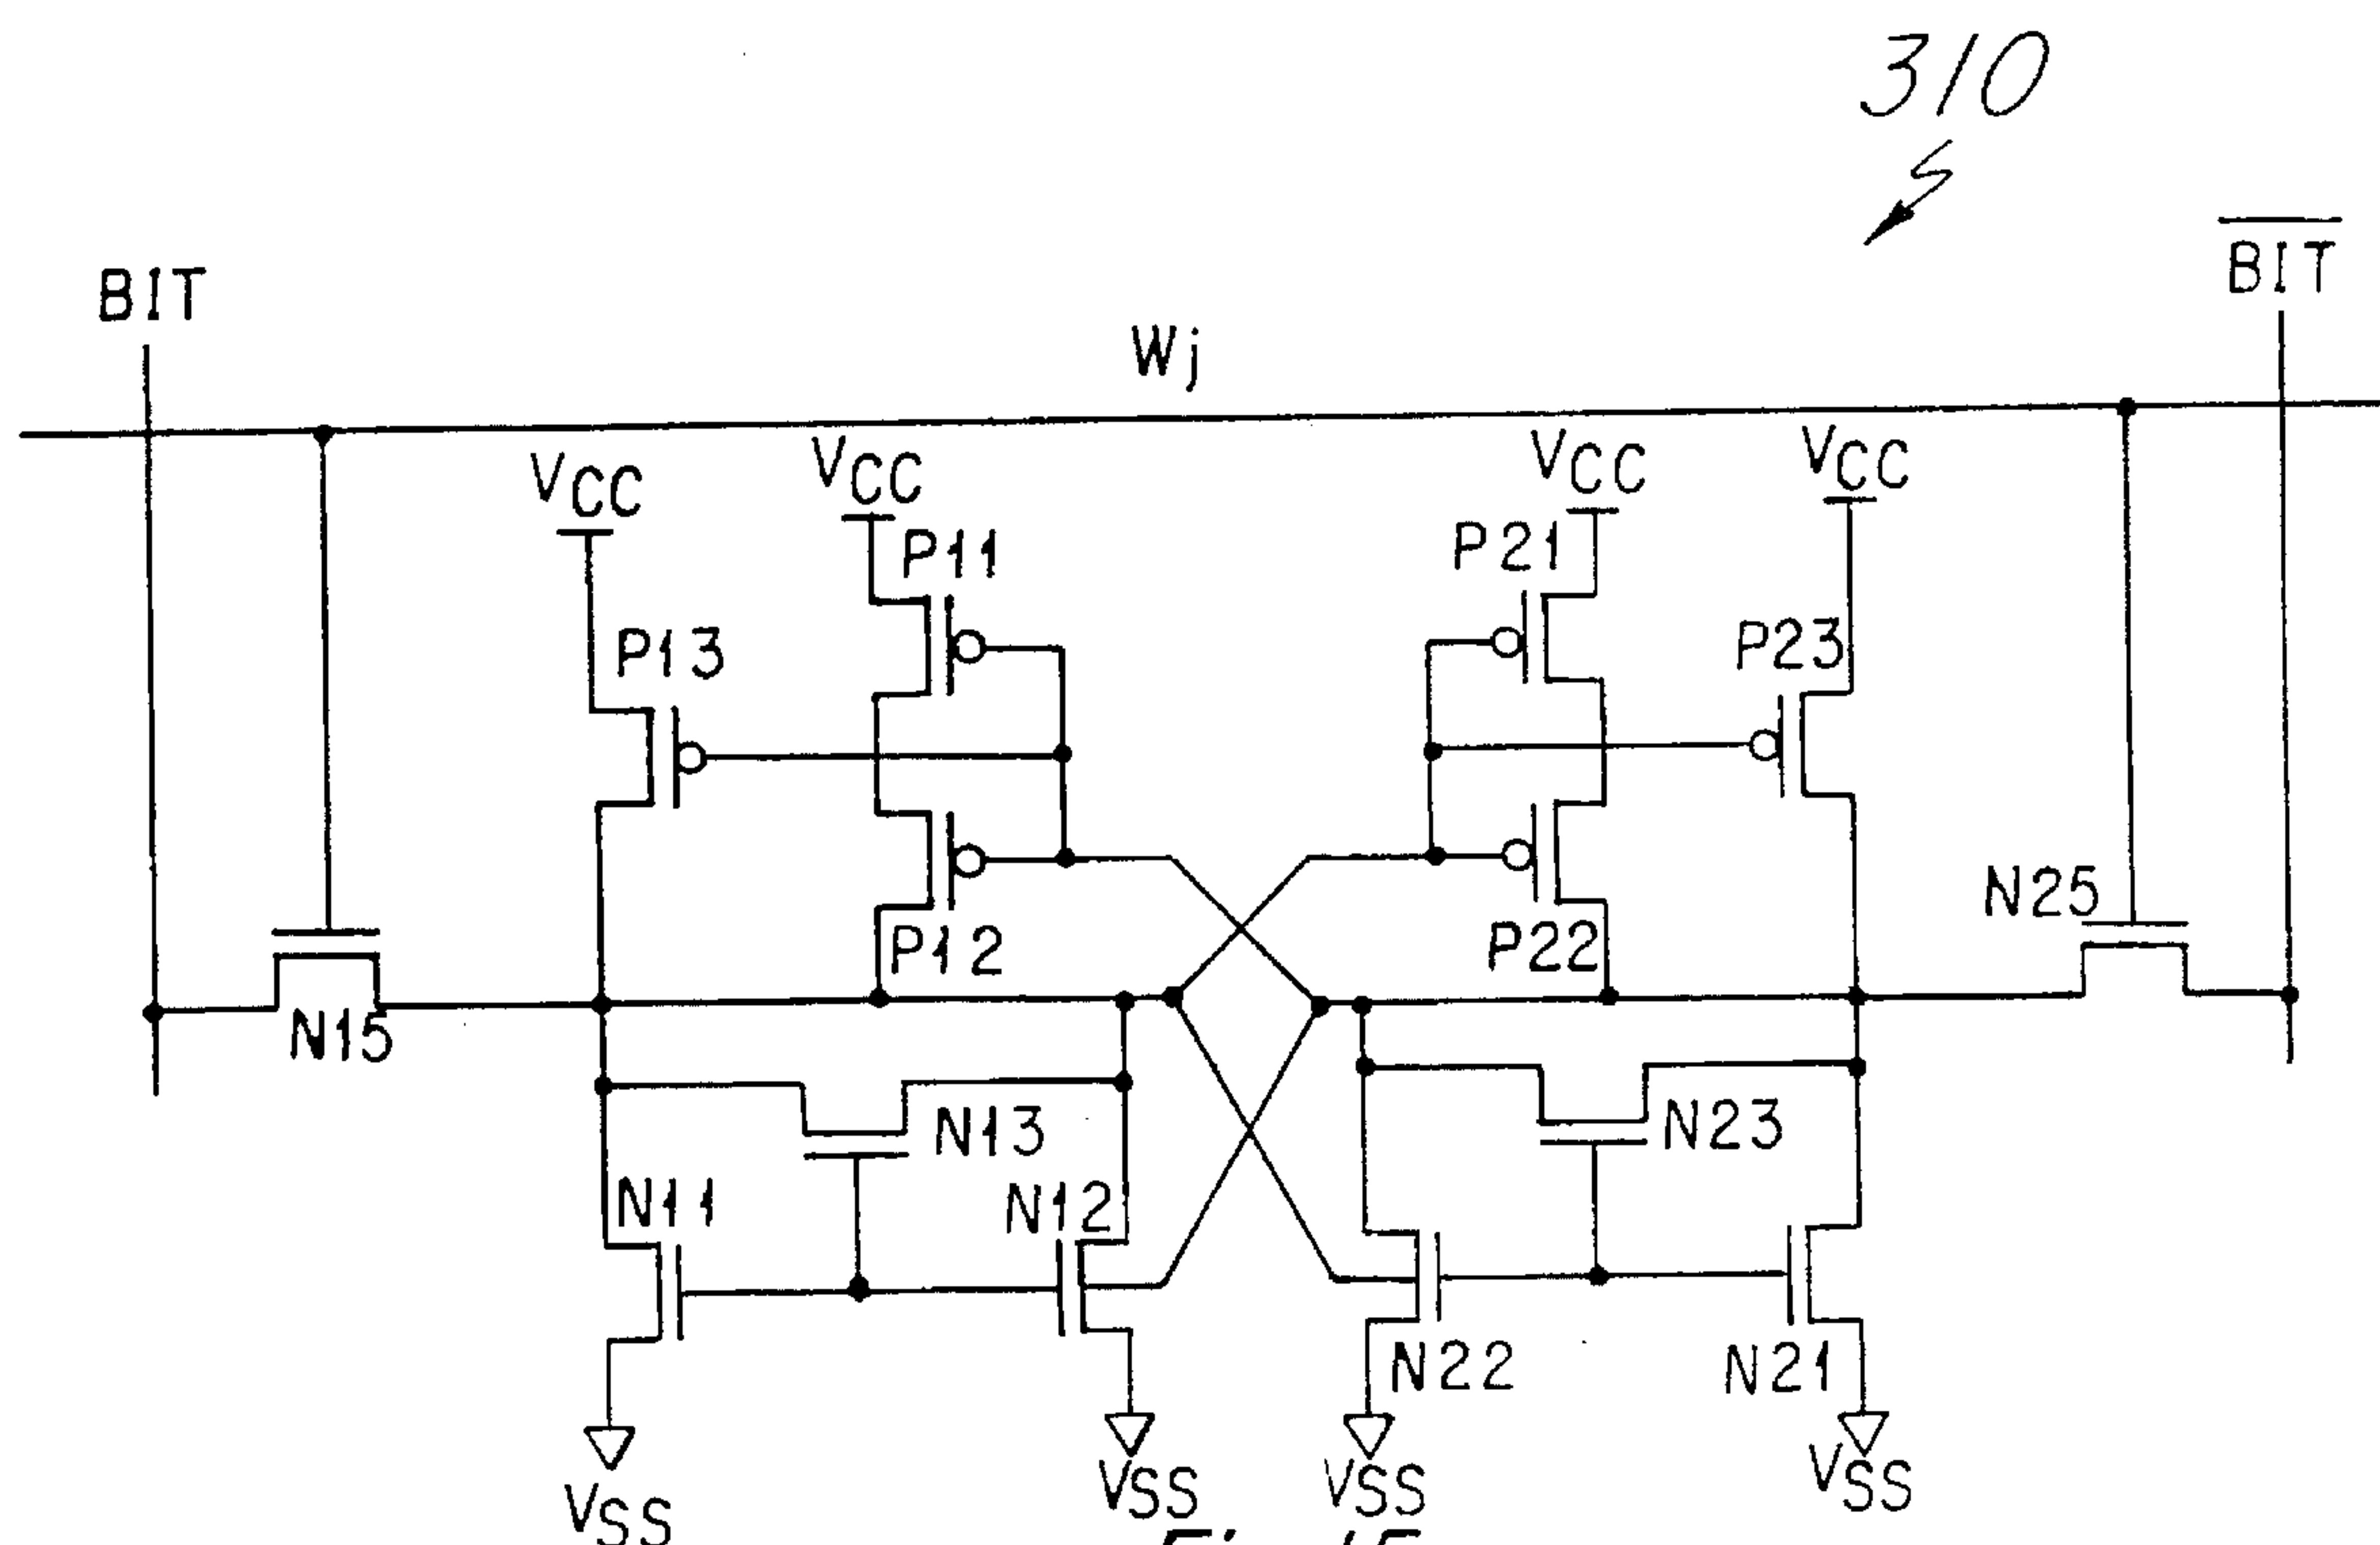 310
BIT
B̅I̅T̅
Wj
VCC
VCC
VCC
VCC
P11
P21
P13
P23
N25
P12
P22
N15
N13
N23
N11
N12
N22
N21
VSS
VSS
VSS
VSS